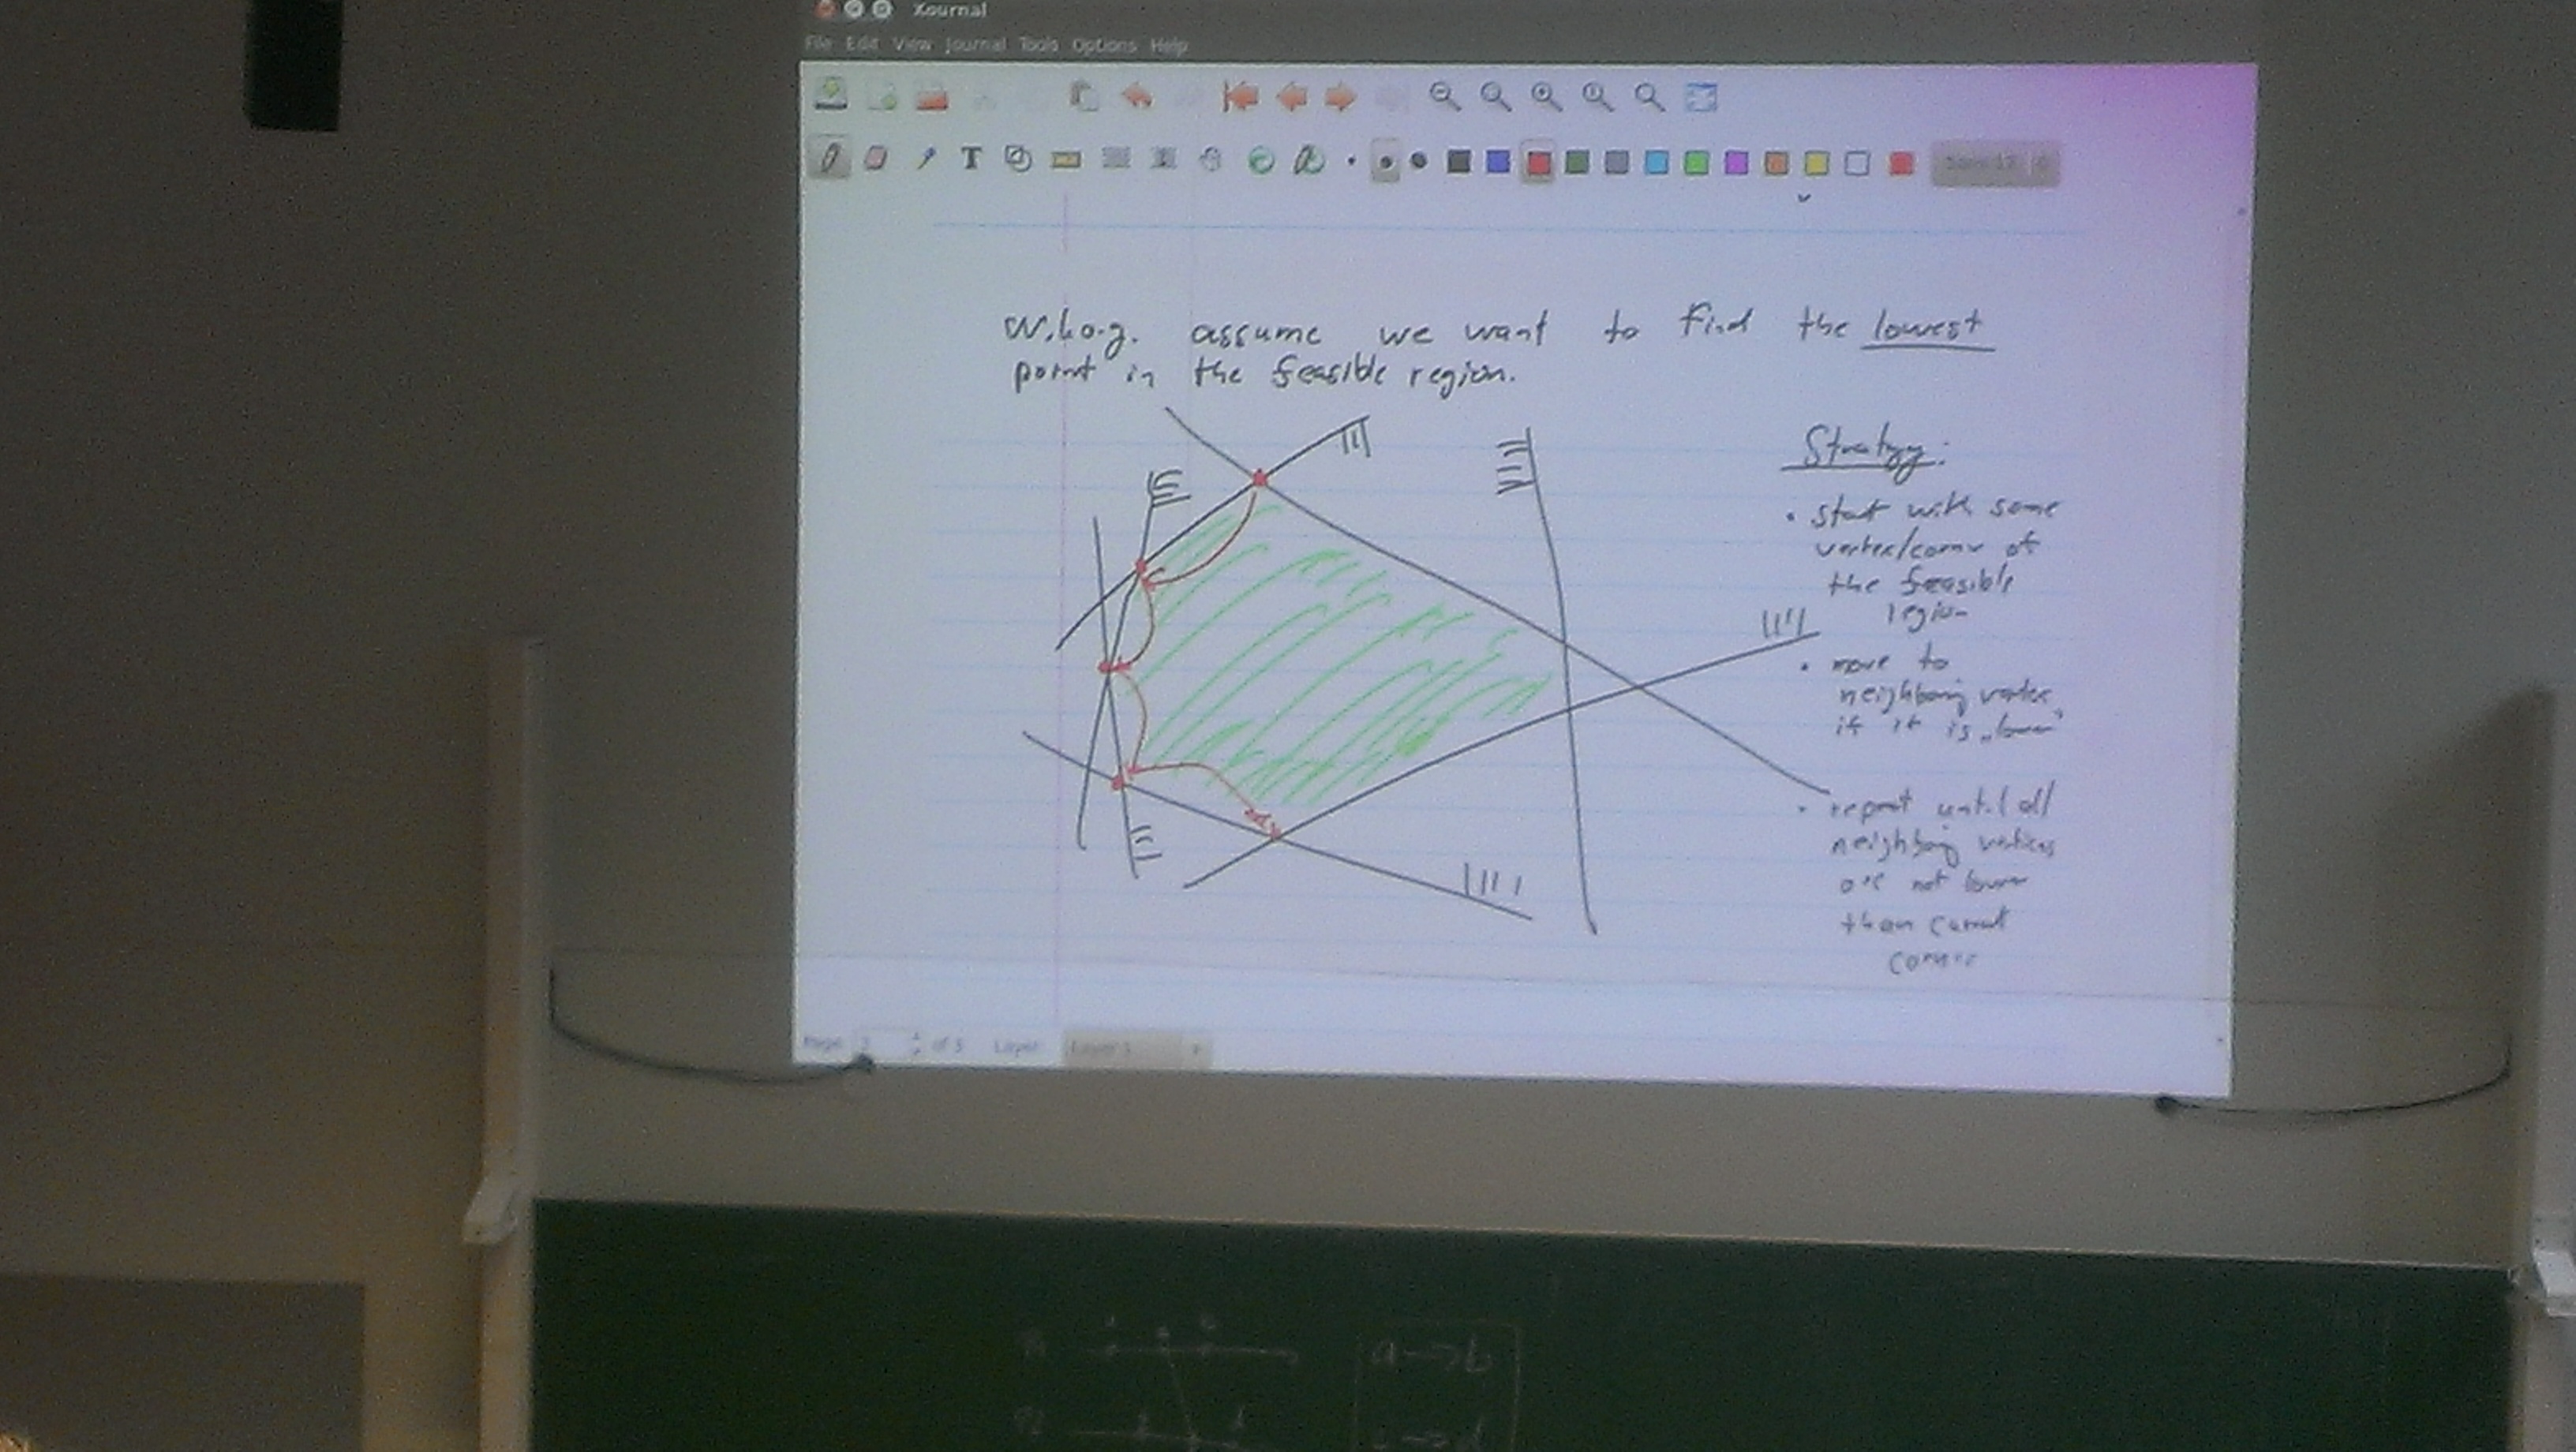 Xournal
File Edit View Journal Tools Options Help
T
W.l.o.g. assume we want to find the lowest
point in the feasible region.
Strategy:
• start with some
vertex/corner of
the feasible
region
• move to
neighboring vertex
if it is „lower"
• repeat until all
neighboring vertices
are not lower
than current
corner
Page of 3 Layer Layer 1
a→b